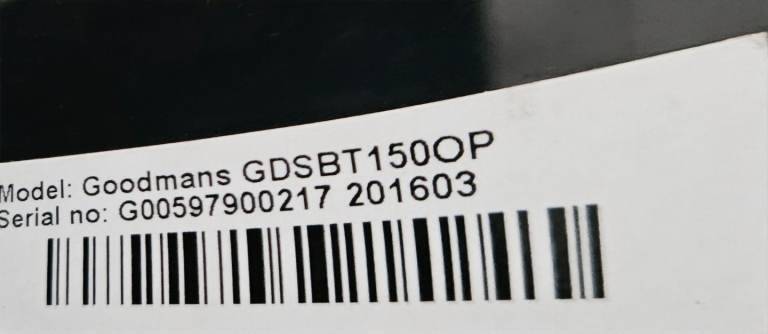 Model: Goodmans GDSBT150OP
Serial no: G00597900217 201603